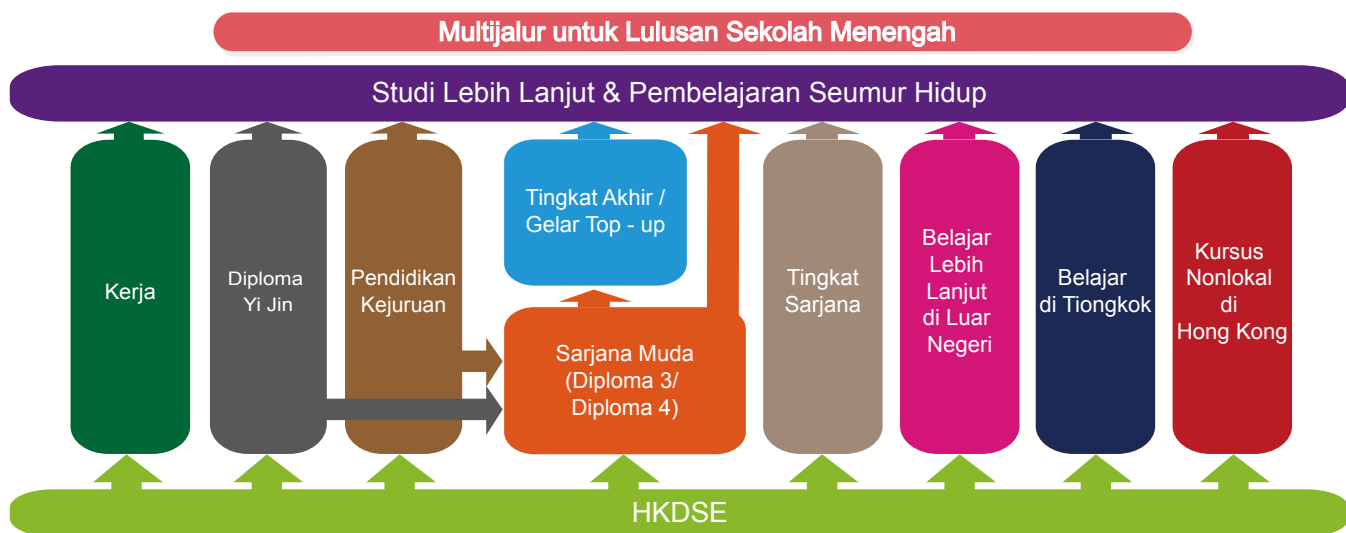 Multijalur untuk Lulusan Sekolah Menengah
Studi Lebih Lanjut & Pembelajaran Seumur Hidup
Kerja
Diploma
Yi Jin
Pendidikan
Kejuruan
Tingkat Akhir /
Gelar Top - up
Sarjana Muda
(Diploma 3/
Diploma 4)
Tingkat
Sarjana
Belajar
Lebih
Lanjut
di Luar
Negeri
Belajar
di Tiongkok
Kursus
Nonlokal
di
Hong Kong
HKDSE